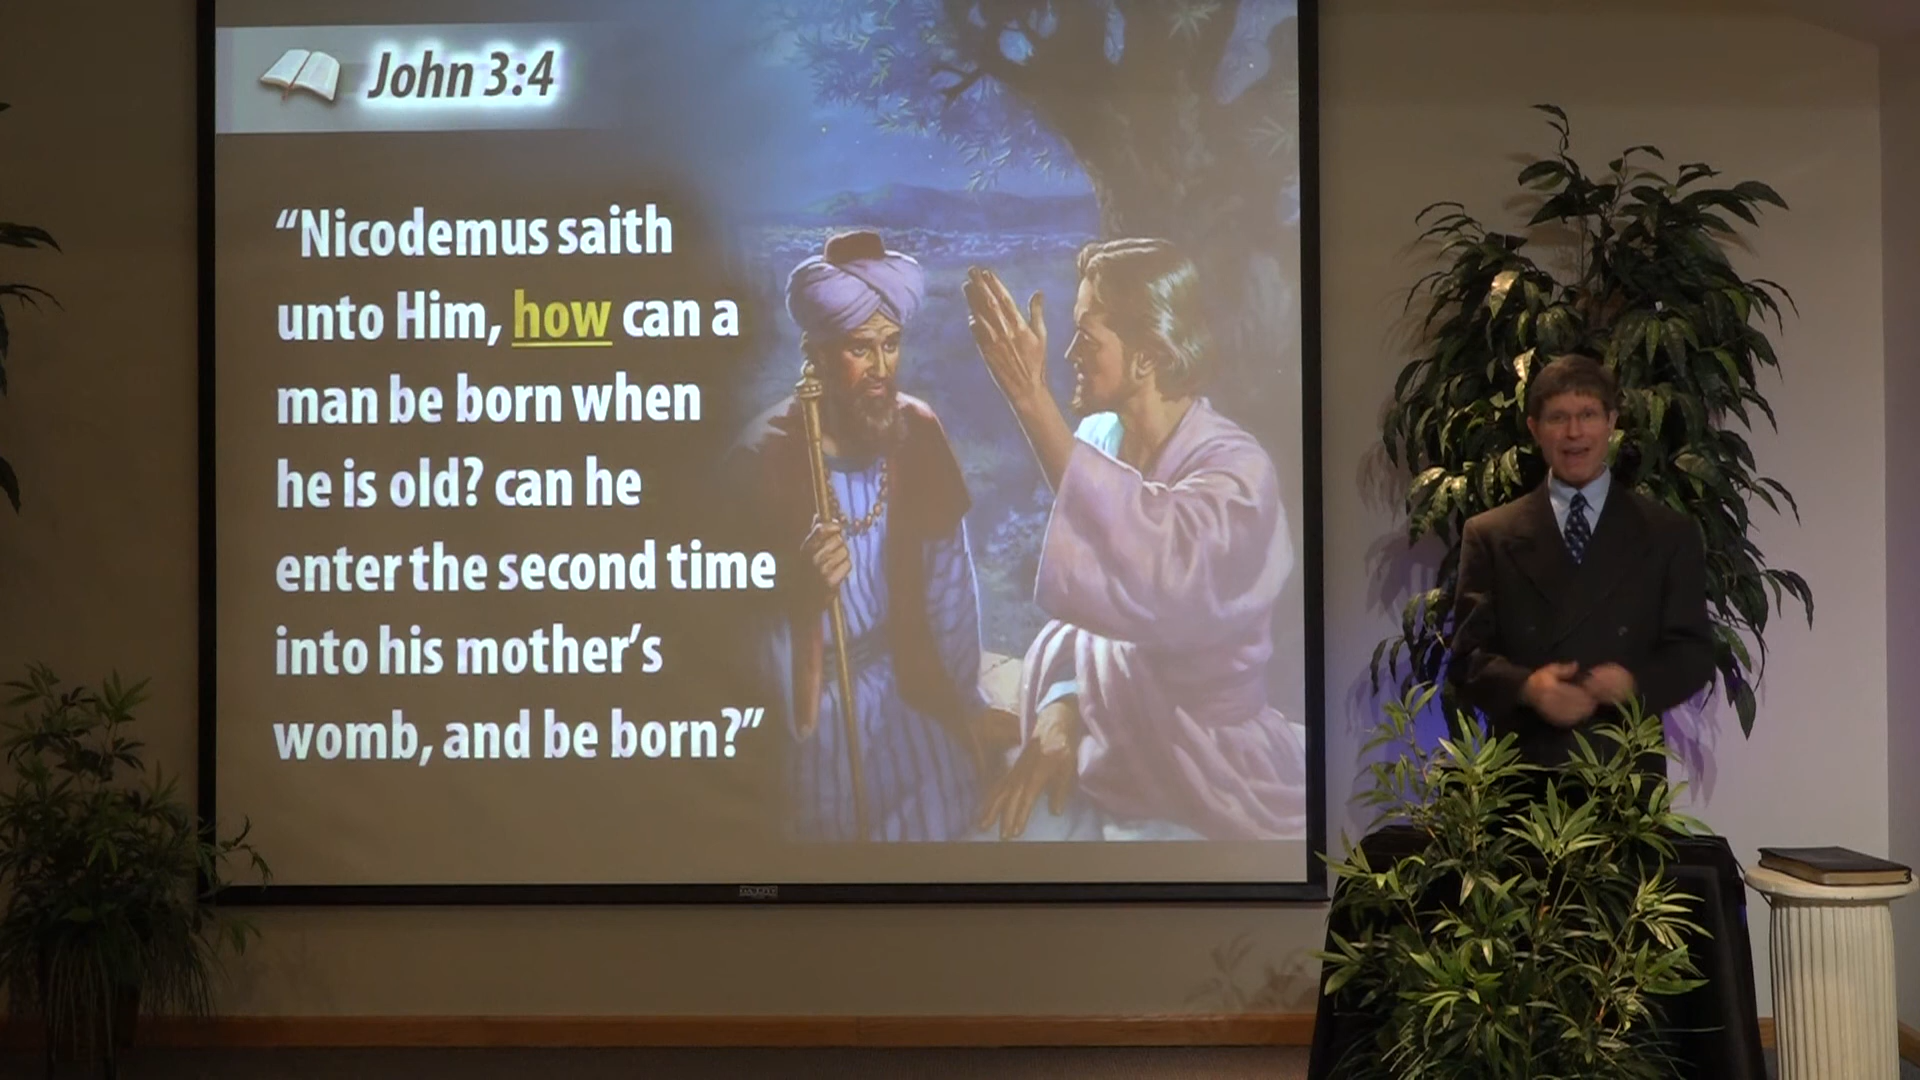 John 3:4
“Nicodemus saith
unto Him, how can a
man be born when
he is old? can he
enter the second time
into his mother’s
womb, and be born?”